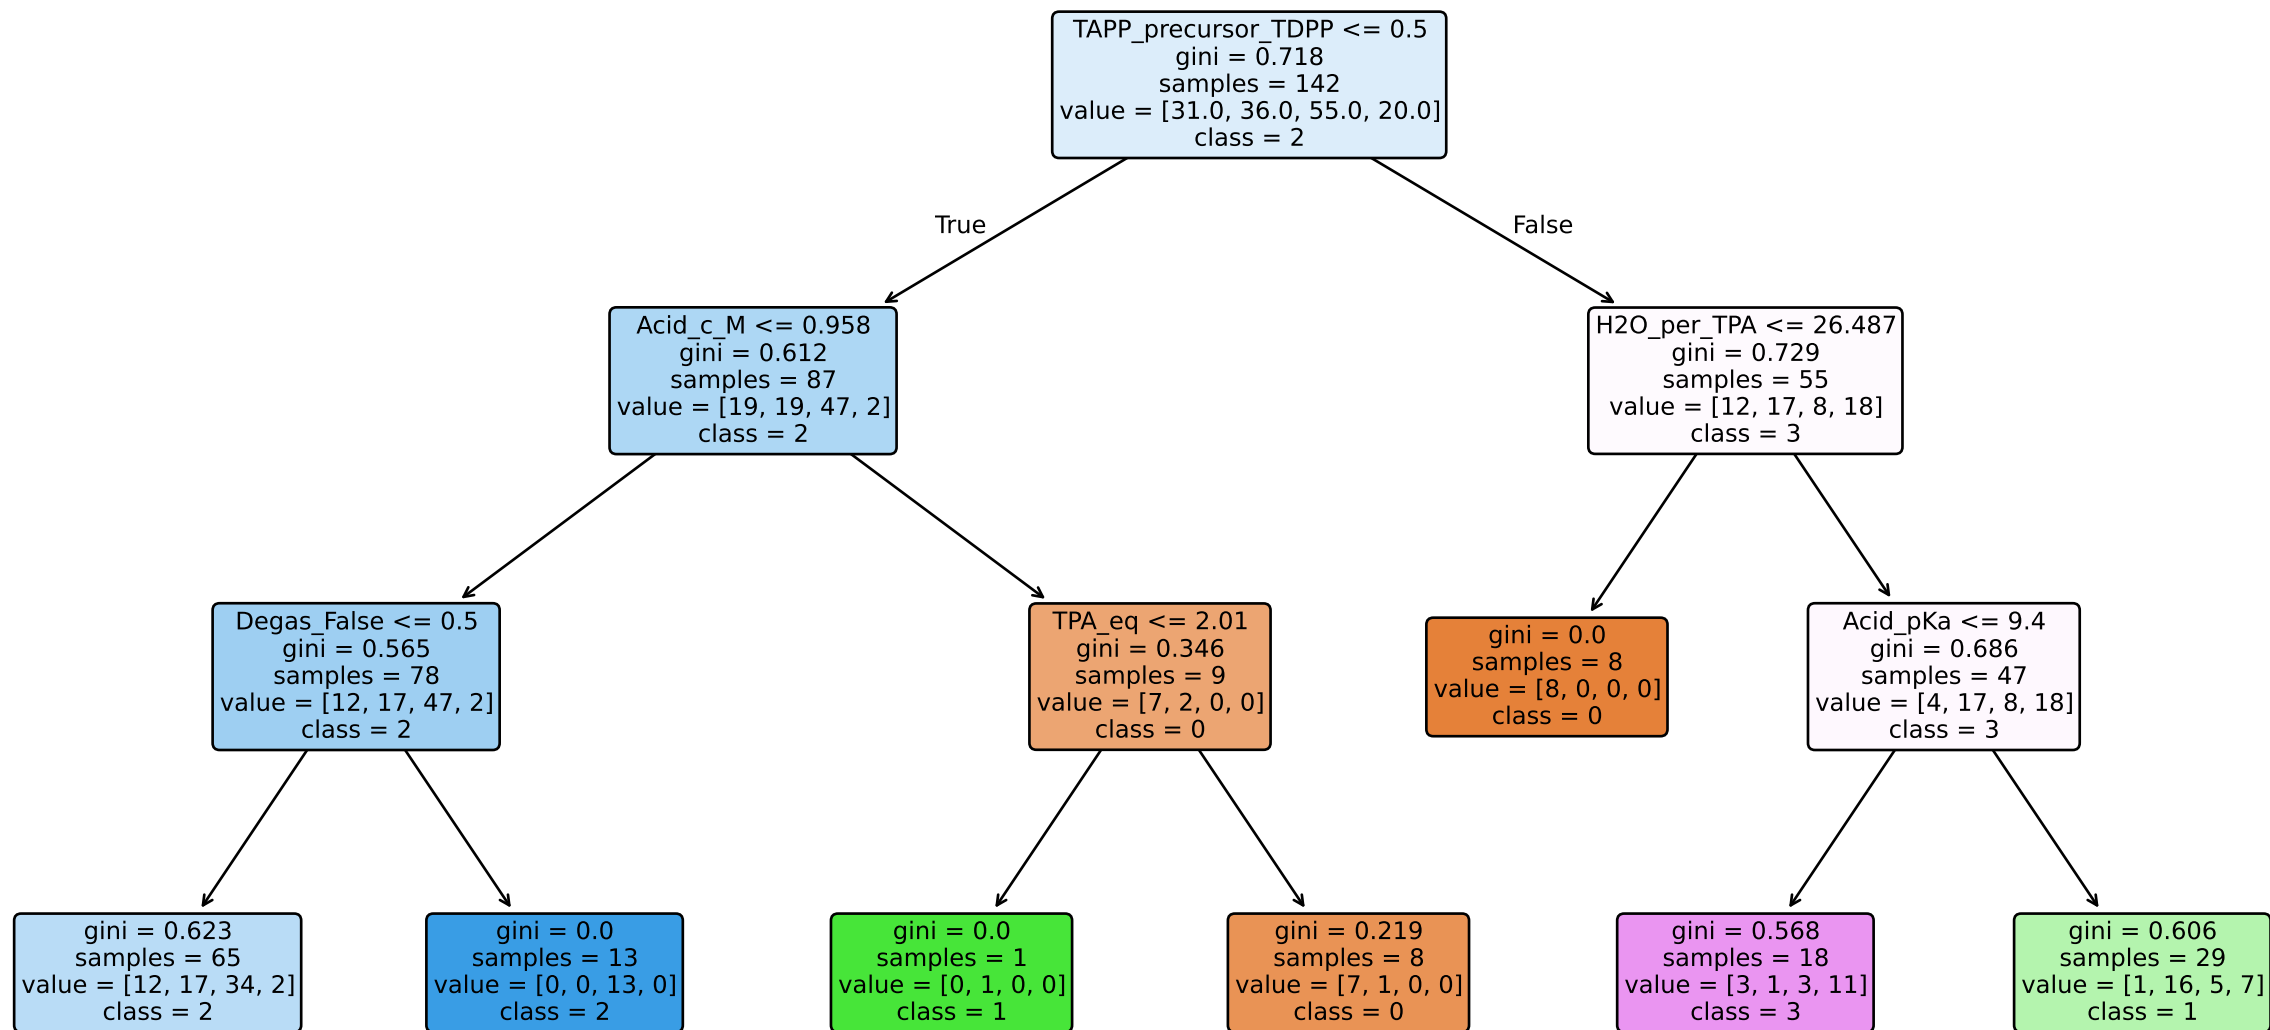 TAPP_precursor_TDPP <= 0.5
gini = 0.718
samples = 142
value = [31.0, 36.0, 55.0, 20.0]
class = 2
True
False
Acid_c_M <= 0.958
gini = 0.612
samples = 87
value = [19, 19, 47, 2]
class = 2
H2O_per_TPA <= 26.487
gini = 0.729
samples = 55
value = [12, 17, 8, 18]
class = 3
Degas_False <= 0.5
gini = 0.565
samples = 78
value = [12, 17, 47, 2]
class = 2
TPA_eq <= 2.01
gini = 0.346
samples = 9
value = [7, 2, 0, 0]
class = 0
gini = 0.0
samples = 8
value = [8, 0, 0, 0]
class = 0
Acid_pKa <= 9.4
gini = 0.686
samples = 47
value = [4, 17, 8, 18]
class = 3
gini = 0.623
samples = 65
value = [12, 17, 34, 2]
class = 2
gini = 0.0
samples = 13
value = [0, 0, 13, 0]
class = 2
gini = 0.0
samples = 1
value = [0, 1, 0, 0]
class = 1
gini = 0.219
samples = 8
value = [7, 1, 0, 0]
class = 0
gini = 0.568
samples = 18
value = [3, 1, 3, 11]
class = 3
gini = 0.606
samples = 29
value = [1, 16, 5, 7]
class = 1